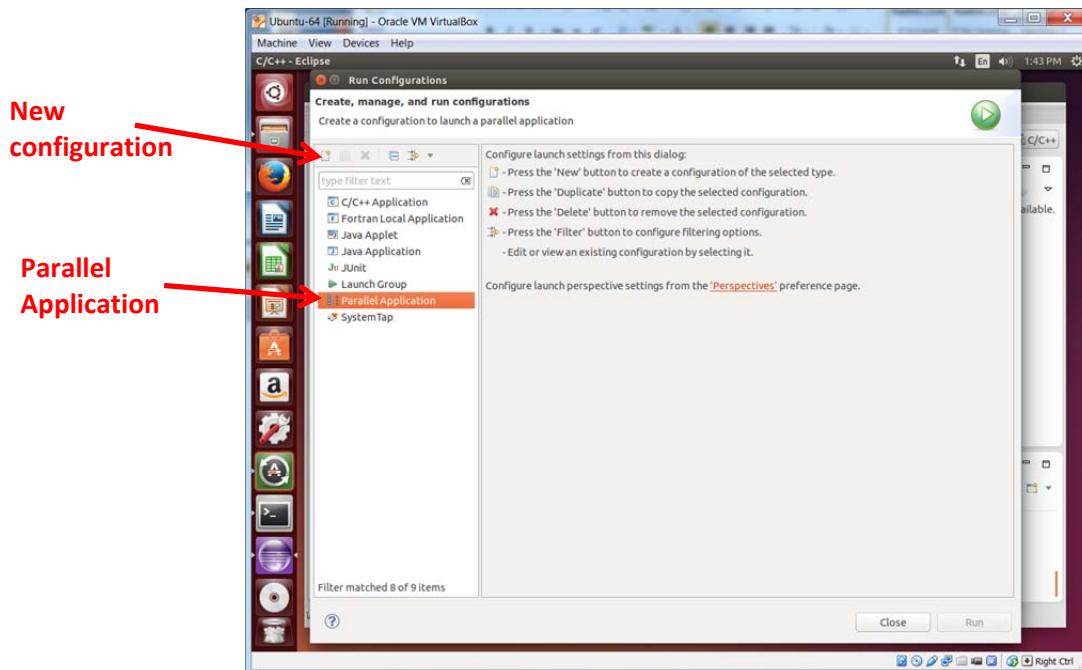 Ubuntu-64 [Running] - Oracle VM VirtualBox
Machine View Devices Help
C/C++ - Eclipse
En
1:43 PM
Run Configurations
Create, manage, and run configurations
Create a configuration to launch a parallel application
New
configuration
type filter text
C/C++ Application
Fortran Local Application
Java Applet
Java Application
Ju JUnit
Launch Group
Parallel Application
SystemTap
Parallel
Application
Configure launch settings from this dialog:
- Press the 'New' button to create a configuration of the selected type.
- Press the 'Duplicate' button to copy the selected configuration.
- Press the 'Delete' button to remove the selected configuration.
- Press the 'Filter' button to configure filtering options.
- Edit or view an existing configuration by selecting it.
Configure launch perspective settings from the 'Perspectives' preference page.
C/C++
ailable.
Filter matched 8 of 9 items
Close
Run
Right Ctrl